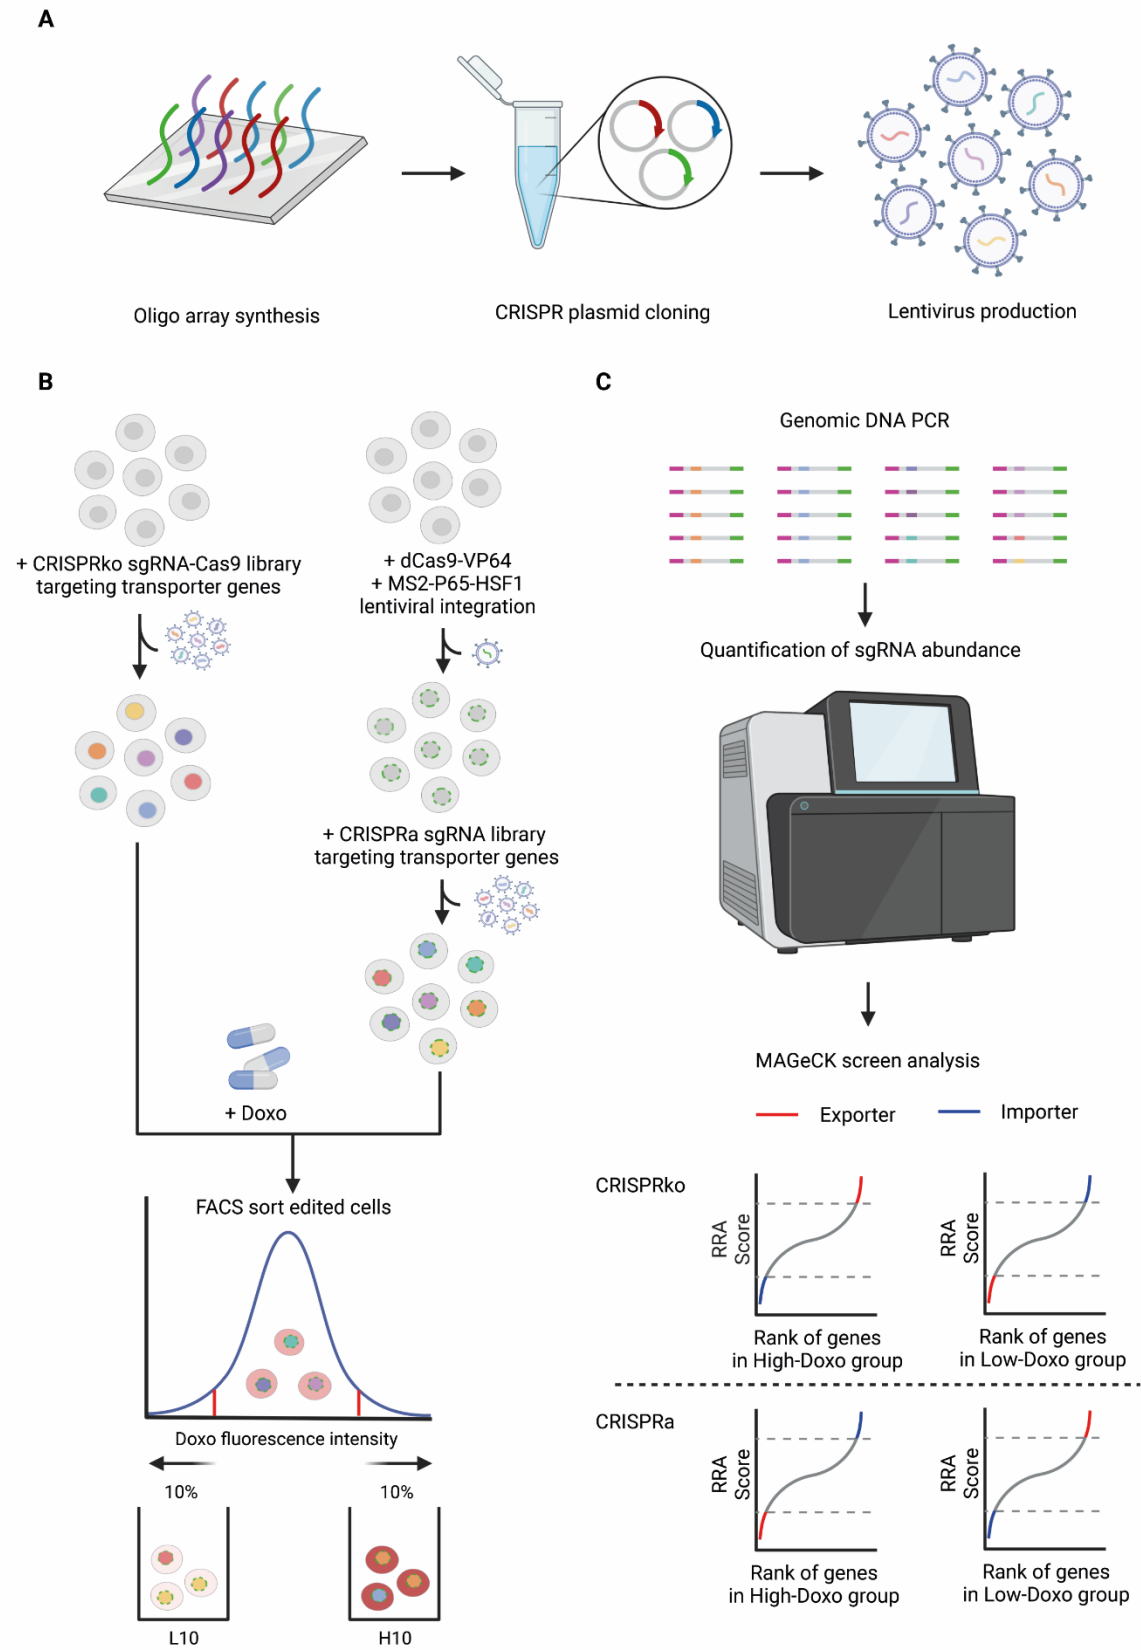 A
Oligo array synthesis
CRISPR plasmid cloning
Lentivirus production
B
+ CRISPRko sgRNA-Cas9 library
targeting transporter genes
+ dCas9-VP64
+ MS2-P65-HSF1
lentiviral integration
+ CRISPRa sgRNA library
targeting transporter genes
+ Doxo
FACS sort edited cells
Doxo fluorescence intensity
10%
10%
L10
H10
C
Genomic DNA PCR
Quantification of sgRNA abundance
MAGeCK screen analysis
Exporter
Importer
CRISPRko
RRA
Score
Rank of genes
in High-Doxo group
RRA
Score
Rank of genes
in Low-Doxo group
CRISPRa
RRA
Score
Rank of genes
in High-Doxo group
RRA
Score
Rank of genes
in Low-Doxo group